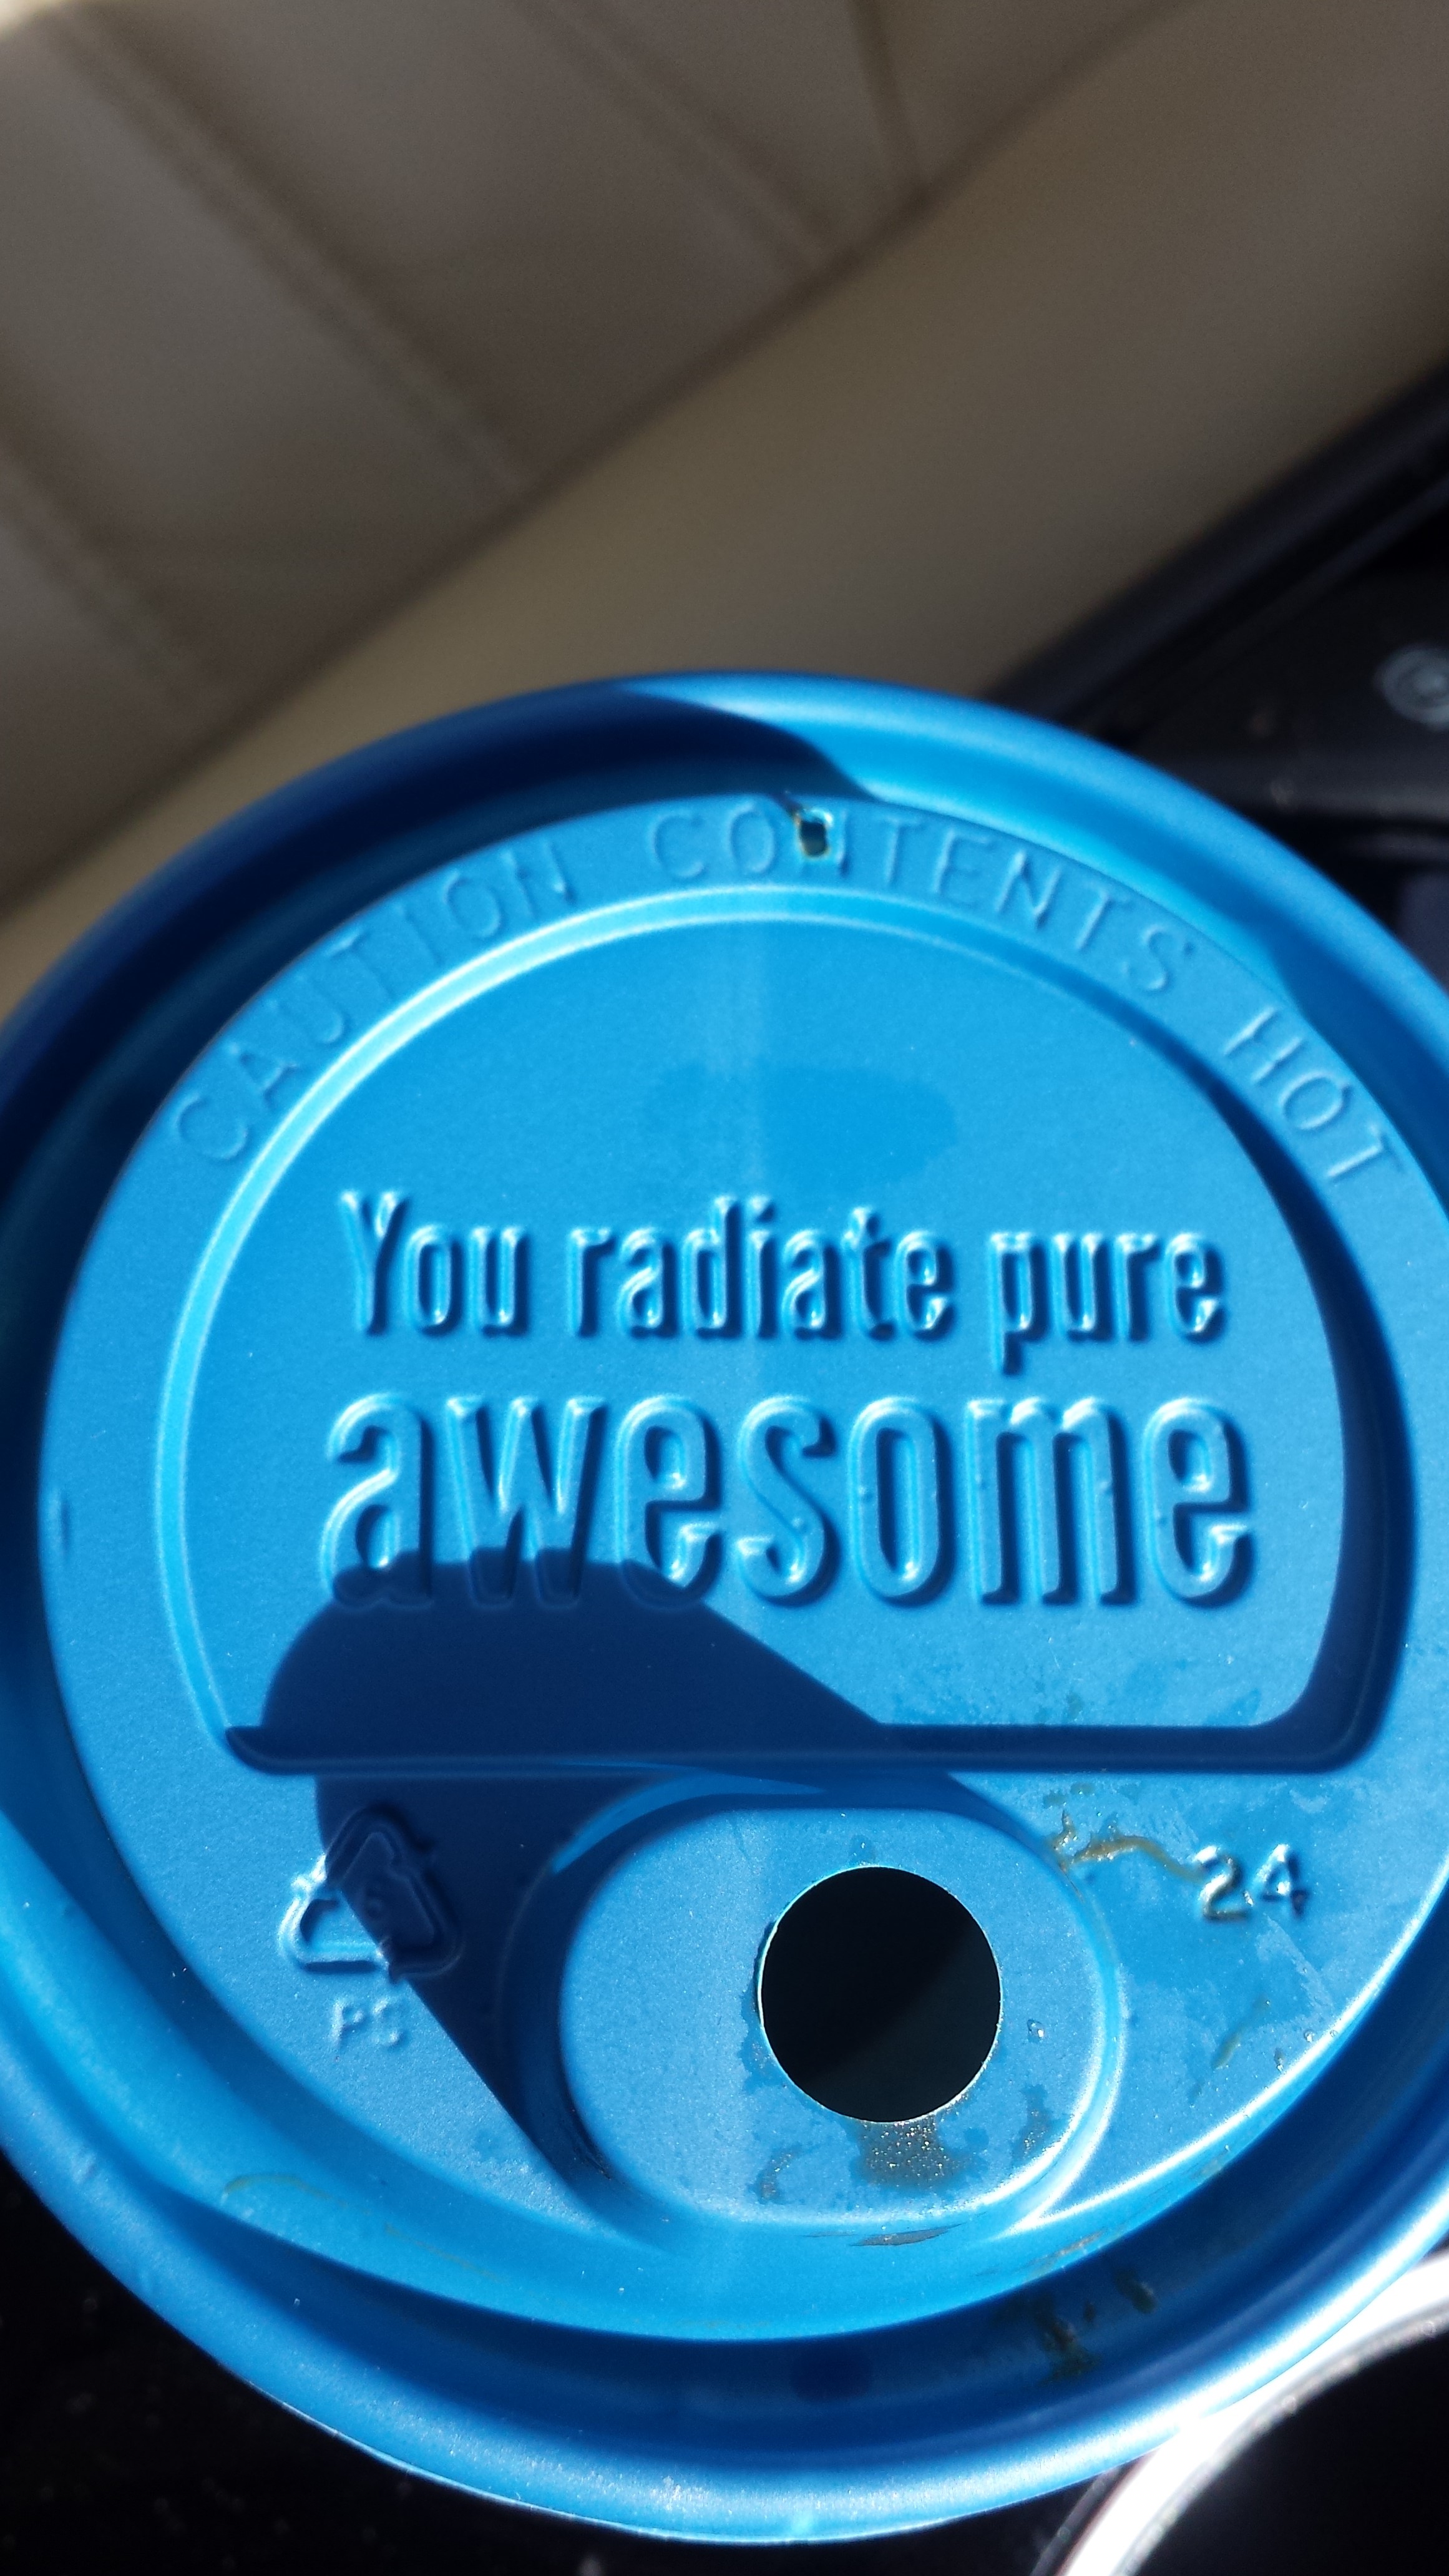 CAUTION CONTENTS HOT
You radiate pure
awesome
24
PS